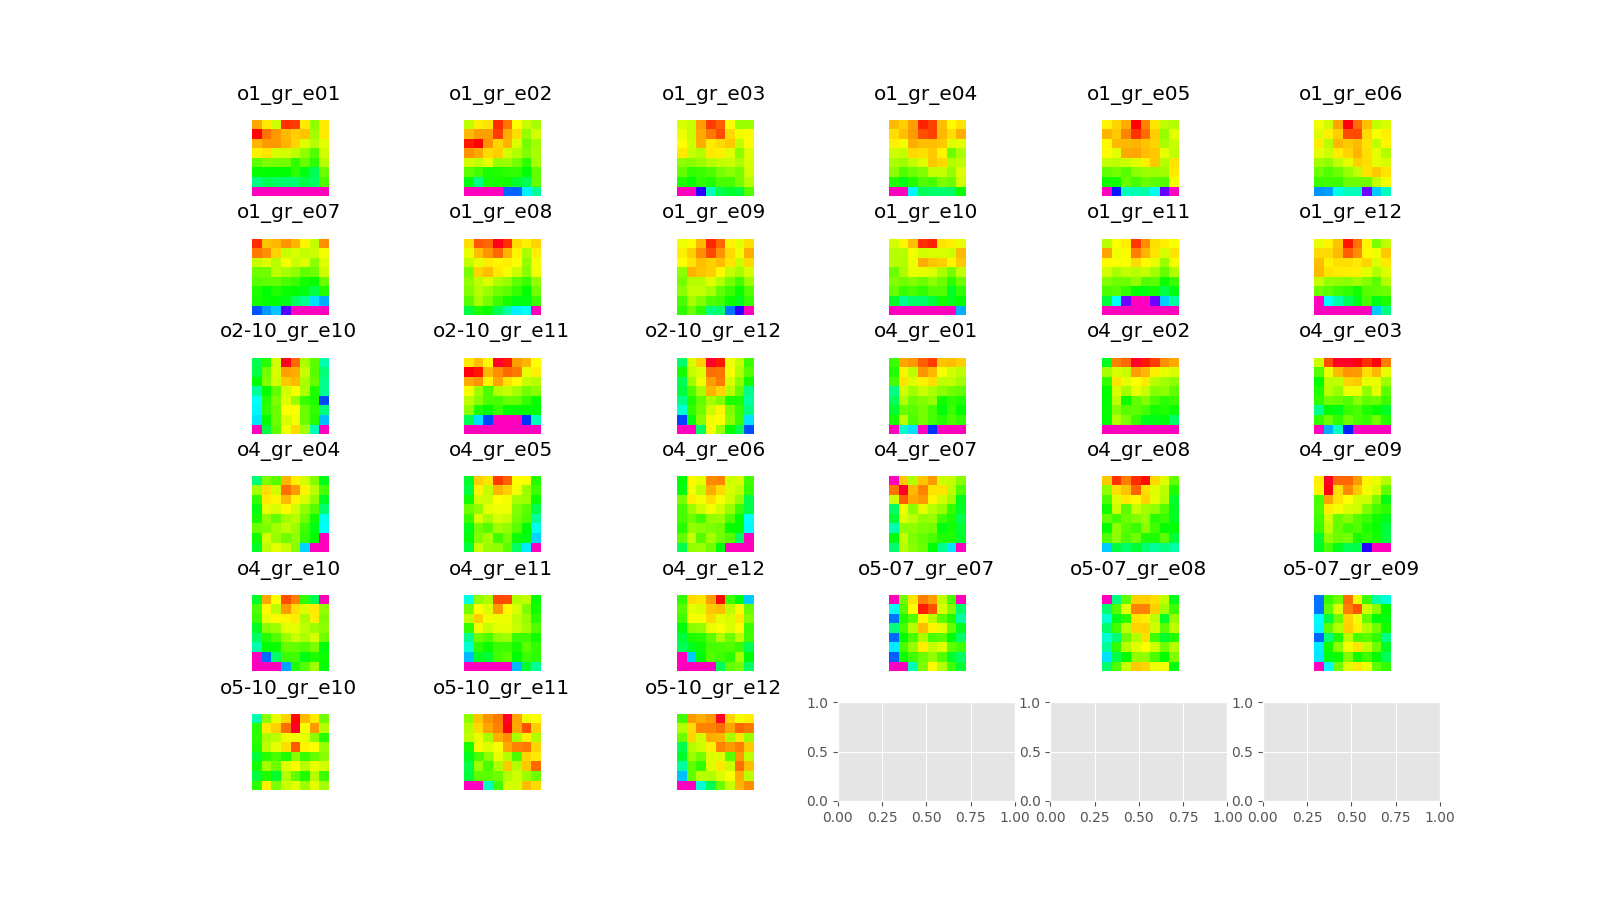 o1_gr_e01 o1_gr_e02 o1_gr_e03 o1_gr_e04 o1_gr_e05 o1_gr_e06
o1_gr_e07 o1_gr_e08 o1_gr_e09 o1_gr_e10 o1_gr_e11 o1_gr_e12
o2-10_gr_e10 o2-10_gr_e11 o2-10_gr_e12 o4_gr_e01 o4_gr_e02 o4_gr_e03
o4_gr_e04 o4_gr_e05 o4_gr_e06 o4_gr_e07 o4_gr_e08 o4_gr_e09
o4_gr_e10 o4_gr_e11 o4_gr_e12 o5-07_gr_e07 o5-07_gr_e08 o5-07_gr_e09
o5-10_gr_e10 o5-10_gr_e11 o5-10_gr_e12
1.0 1.0 1.0
0.5 0.5 0.5
0.0 0.0 0.0
0.00 0.25 0.50 0.75 1.00 0.00 0.25 0.50 0.75 1.00 0.00 0.25 0.50 0.75 1.00